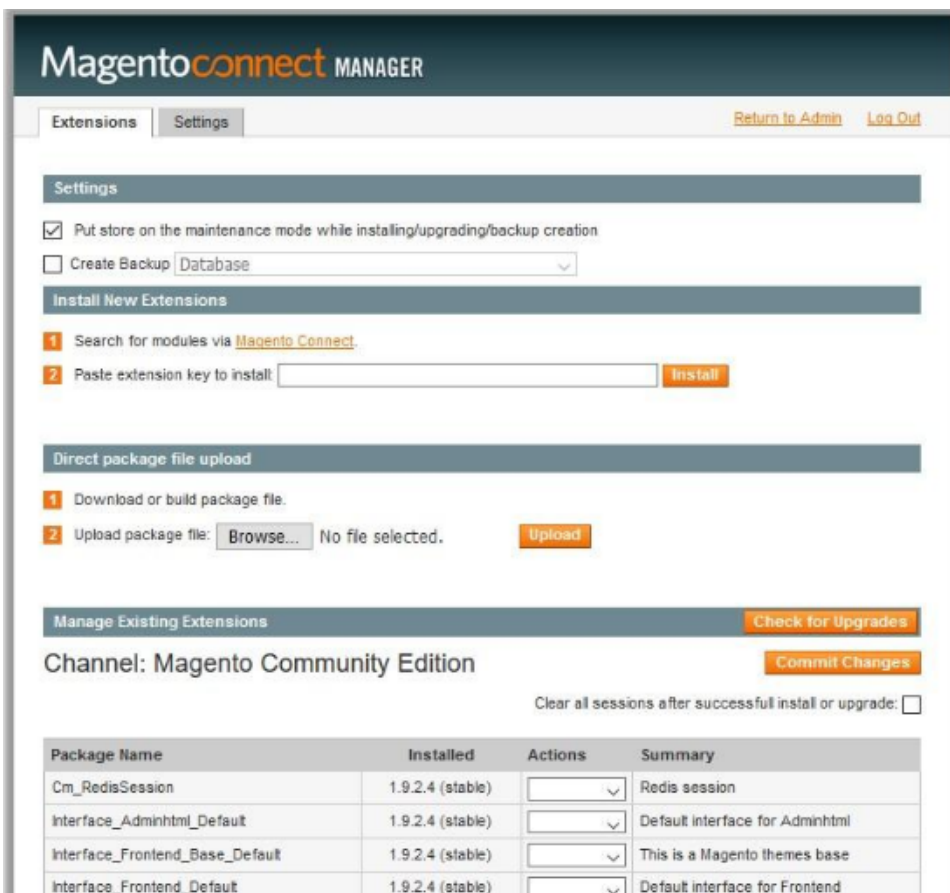 Magentoconnect MANAGER
Extensions Settings Return to Admin Log Out
Settings
Put store on the maintenance mode while installing/upgrading/backup creation
Create Backup Database
Install New Extensions
1 Search for modules via Magento Connect.
2 Paste extension key to install: Install
Direct package file upload
1 Download or build package file.
2 Upload package file: Browse... No file selected. Upload
Manage Existing Extensions Check for Upgrades
Channel: Magento Community Edition Commit Changes
Clear all sessions after successfull install or upgrade:
Package Name Installed Actions Summary
Cm_RedisSession 1.9.2.4 (stable) Redis session
Interface_Adminhtml_Default 1.9.2.4 (stable) Default interface for Adminhtml
Interface_Frontend_Base_Default 1.9.2.4 (stable) This is a Magento themes base
Interface_Frontend_Default 1.9.2.4 (stable) Default interface for Frontend